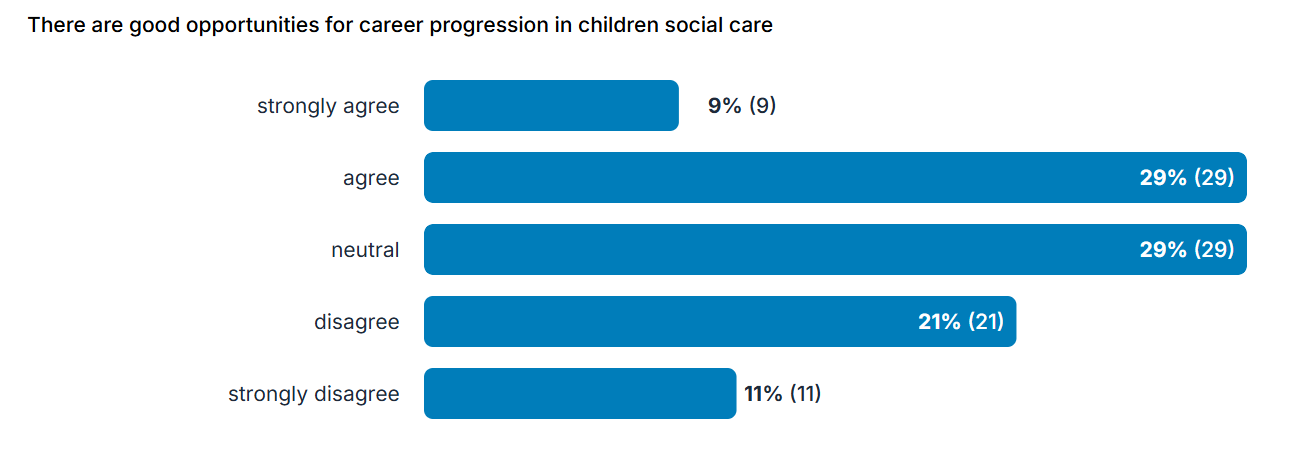 There are good opportunities for career progression in children social care
strongly agree 9% (9)
agree 29% (29)
neutral 29% (29)
disagree 21% (21)
strongly disagree 11% (11)